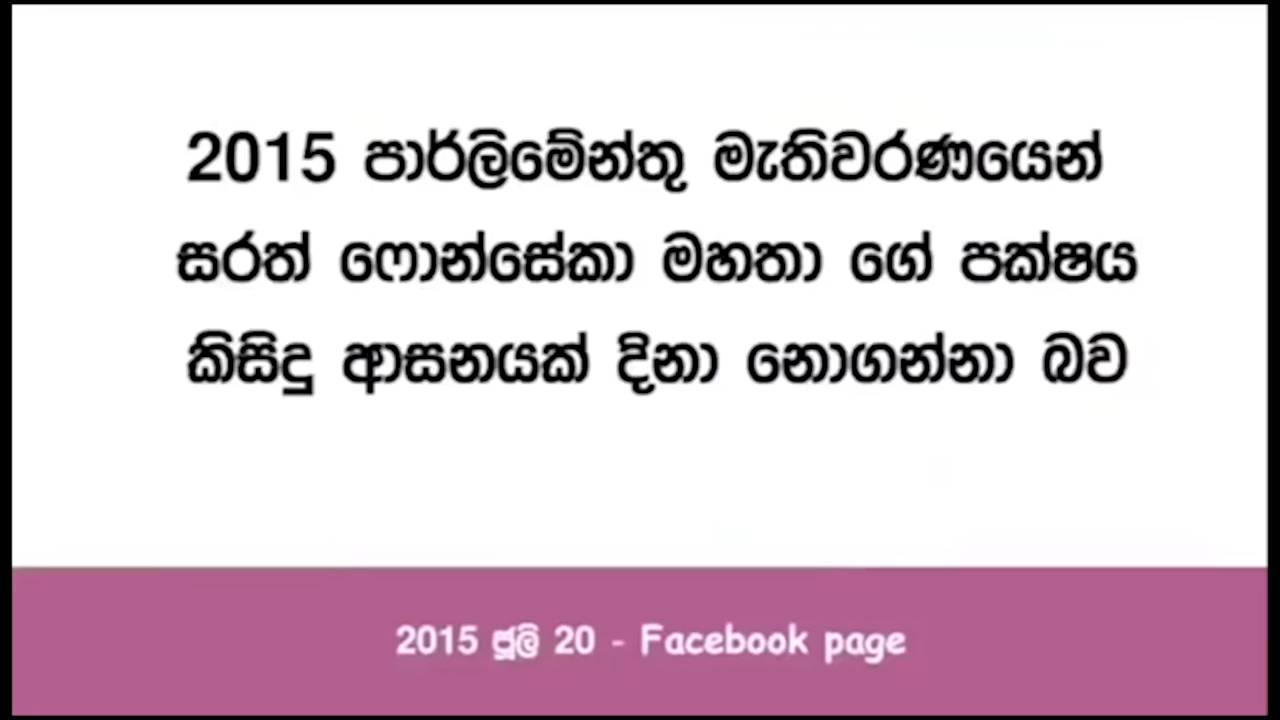 2015 පාර්ලිමේන්තු මැතිවරණයෙන්
සරත් ෆොන්සේකා මහතා ගේ පක්ෂය
කිසිදු ආසනයක් දිනා නොගන්නා බව
2015 ජූලි 20 - Facebook page